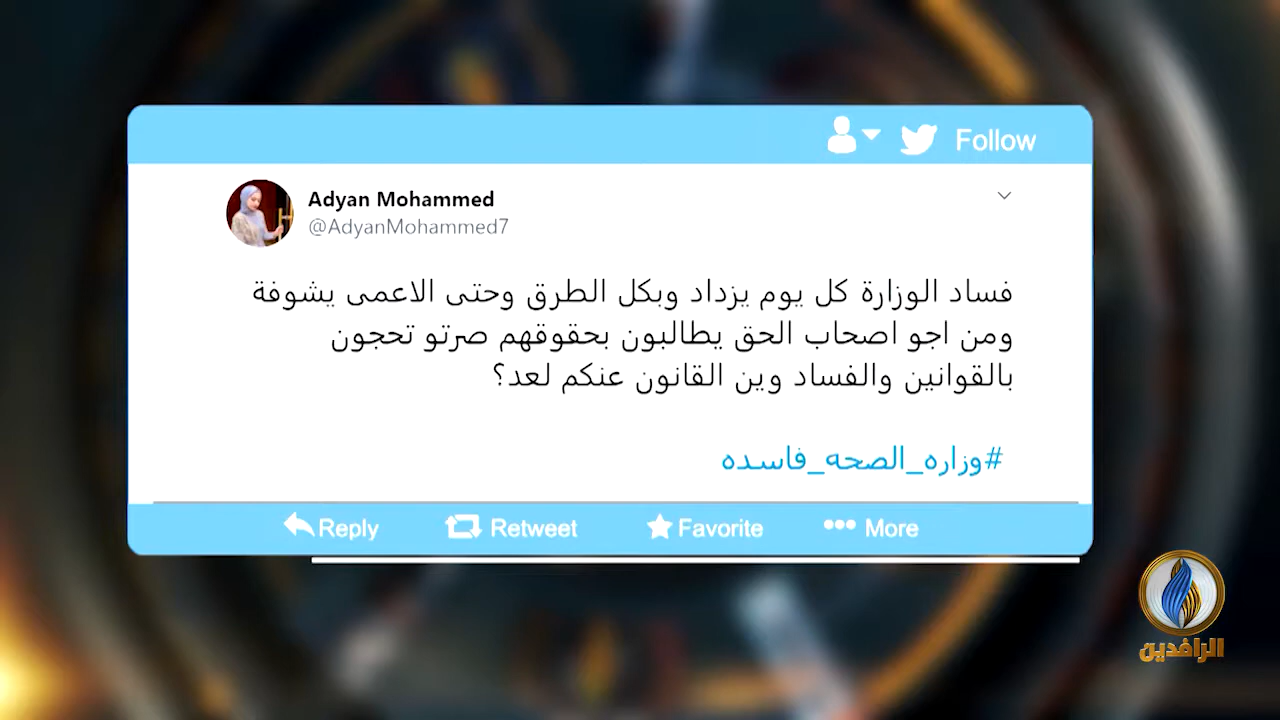 Follow
Adyan Mohammed
@AdyanMohammed7
فساد الوزارة كل يوم يزداد وبكل الطرق وحتى الاعمى يشوفة
ومن اجو اصحاب الحق يطالبون بحقوقهم صرتو تحجون
بالقوانين والفساد وين القانون عنكم لعد؟
#وزاره_الصحه_فاسده
Reply Retweet Favorite More
الرافدين